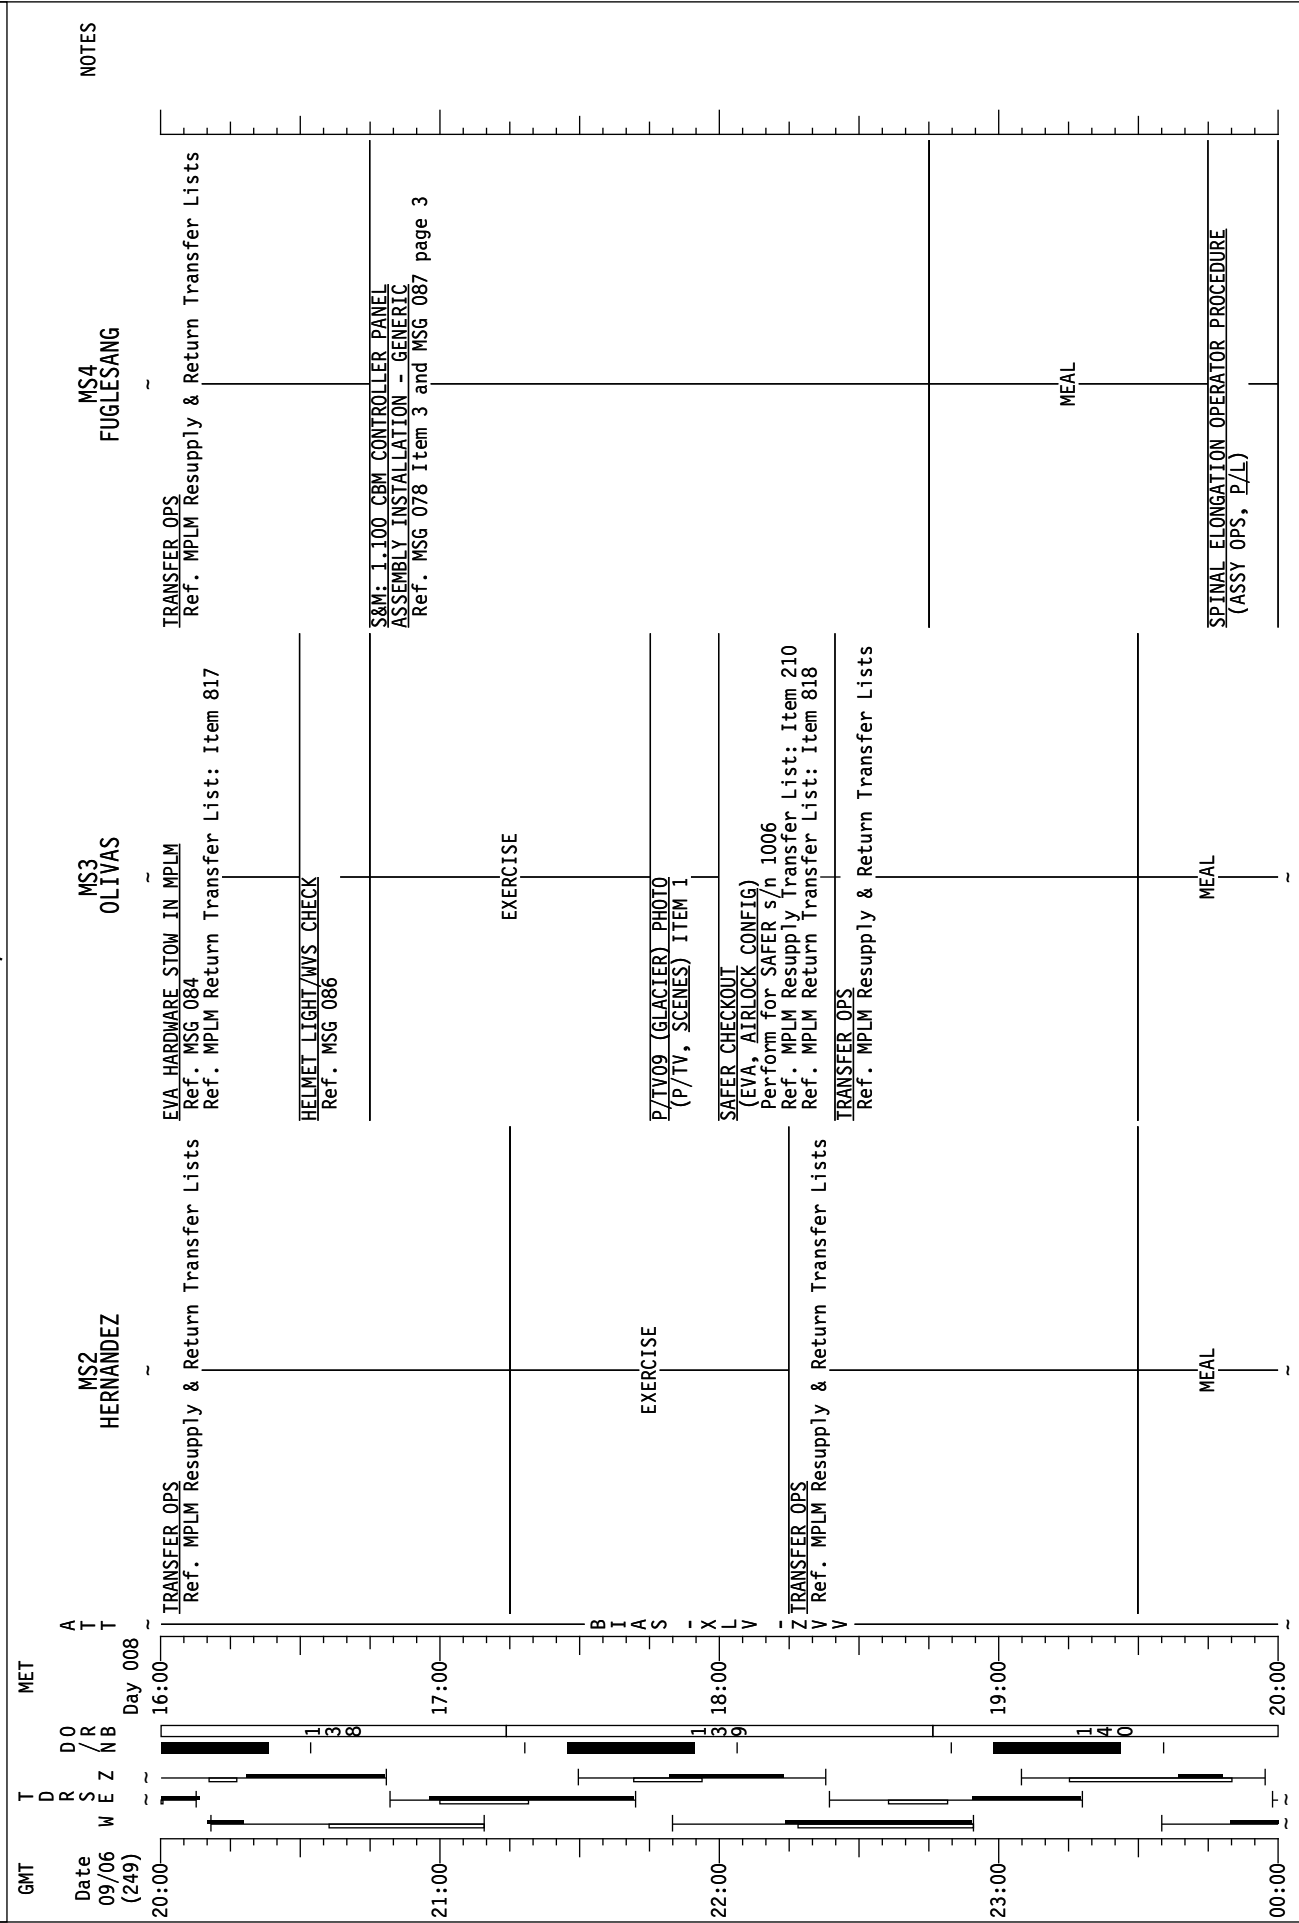 GMT
Date
09/06
(249)
20:00
21:00
22:00
23:00
00:00
T
D
R
S
W E Z
D O
/ R
N B
138
139
140
MET
Day 008
16:00
17:00
18:00
19:00
20:00
A
T
T
~
BIAS -XLV -ZVV
~
MS2
HERNANDEZ
~
TRANSFER OPS
Ref. MPLM Resupply & Return Transfer Lists
EXERCISE
TRANSFER OPS
Ref. MPLM Resupply & Return Transfer Lists
MEAL
~
MS3
OLIVAS
~
EVA HARDWARE STOW IN MPLM
Ref. MSG 084
Ref. MPLM Return Transfer List: Item 817
HELMET LIGHT/WVS CHECK
Ref. MSG 086
EXERCISE
P/TV09 (GLACIER) PHOTO
(P/TV, SCENES) ITEM 1
SAFER CHECKOUT
(EVA, AIRLOCK CONFIG)
Perform for SAFER s/n 1006
Ref. MPLM Resupply Transfer List: Item 210
Ref. MPLM Return Transfer List: Item 818
TRANSFER OPS
Ref. MPLM Resupply & Return Transfer Lists
MEAL
~
MS4
FUGLESANG
~
TRANSFER OPS
Ref. MPLM Resupply & Return Transfer Lists
S&M: 1.100 CBM CONTROLLER PANEL
ASSEMBLY INSTALLATION - GENERIC
Ref. MSG 078 Item 3 and MSG 087 page 3
MEAL
SPINAL ELONGATION OPERATOR PROCEDURE
(ASSY OPS, P/L)
NOTES